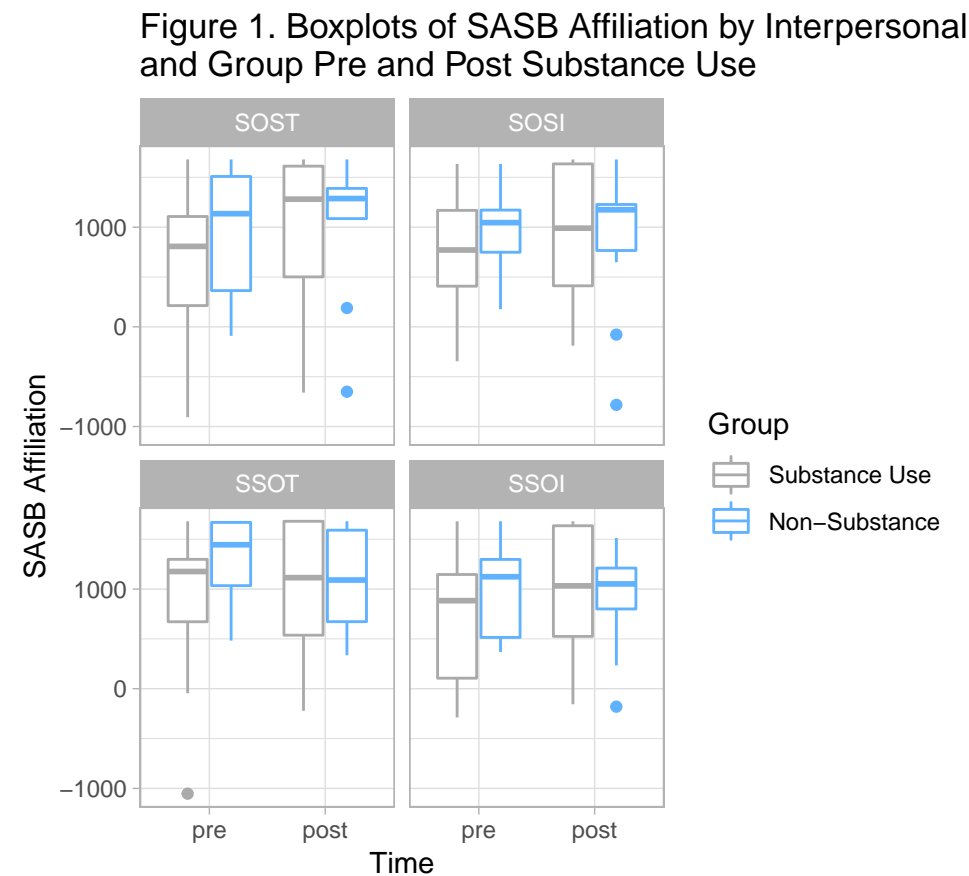 Figure 1. Boxplots of SASB Affiliation by Interpersonal
and Group Pre and Post Substance Use
SOST
SOSI
1000
0
−1000
SASB Affiliation
SSOT
SSOI
1000
0
−1000
pre
post
pre
post
Time
Group
Substance Use
Non−Substance